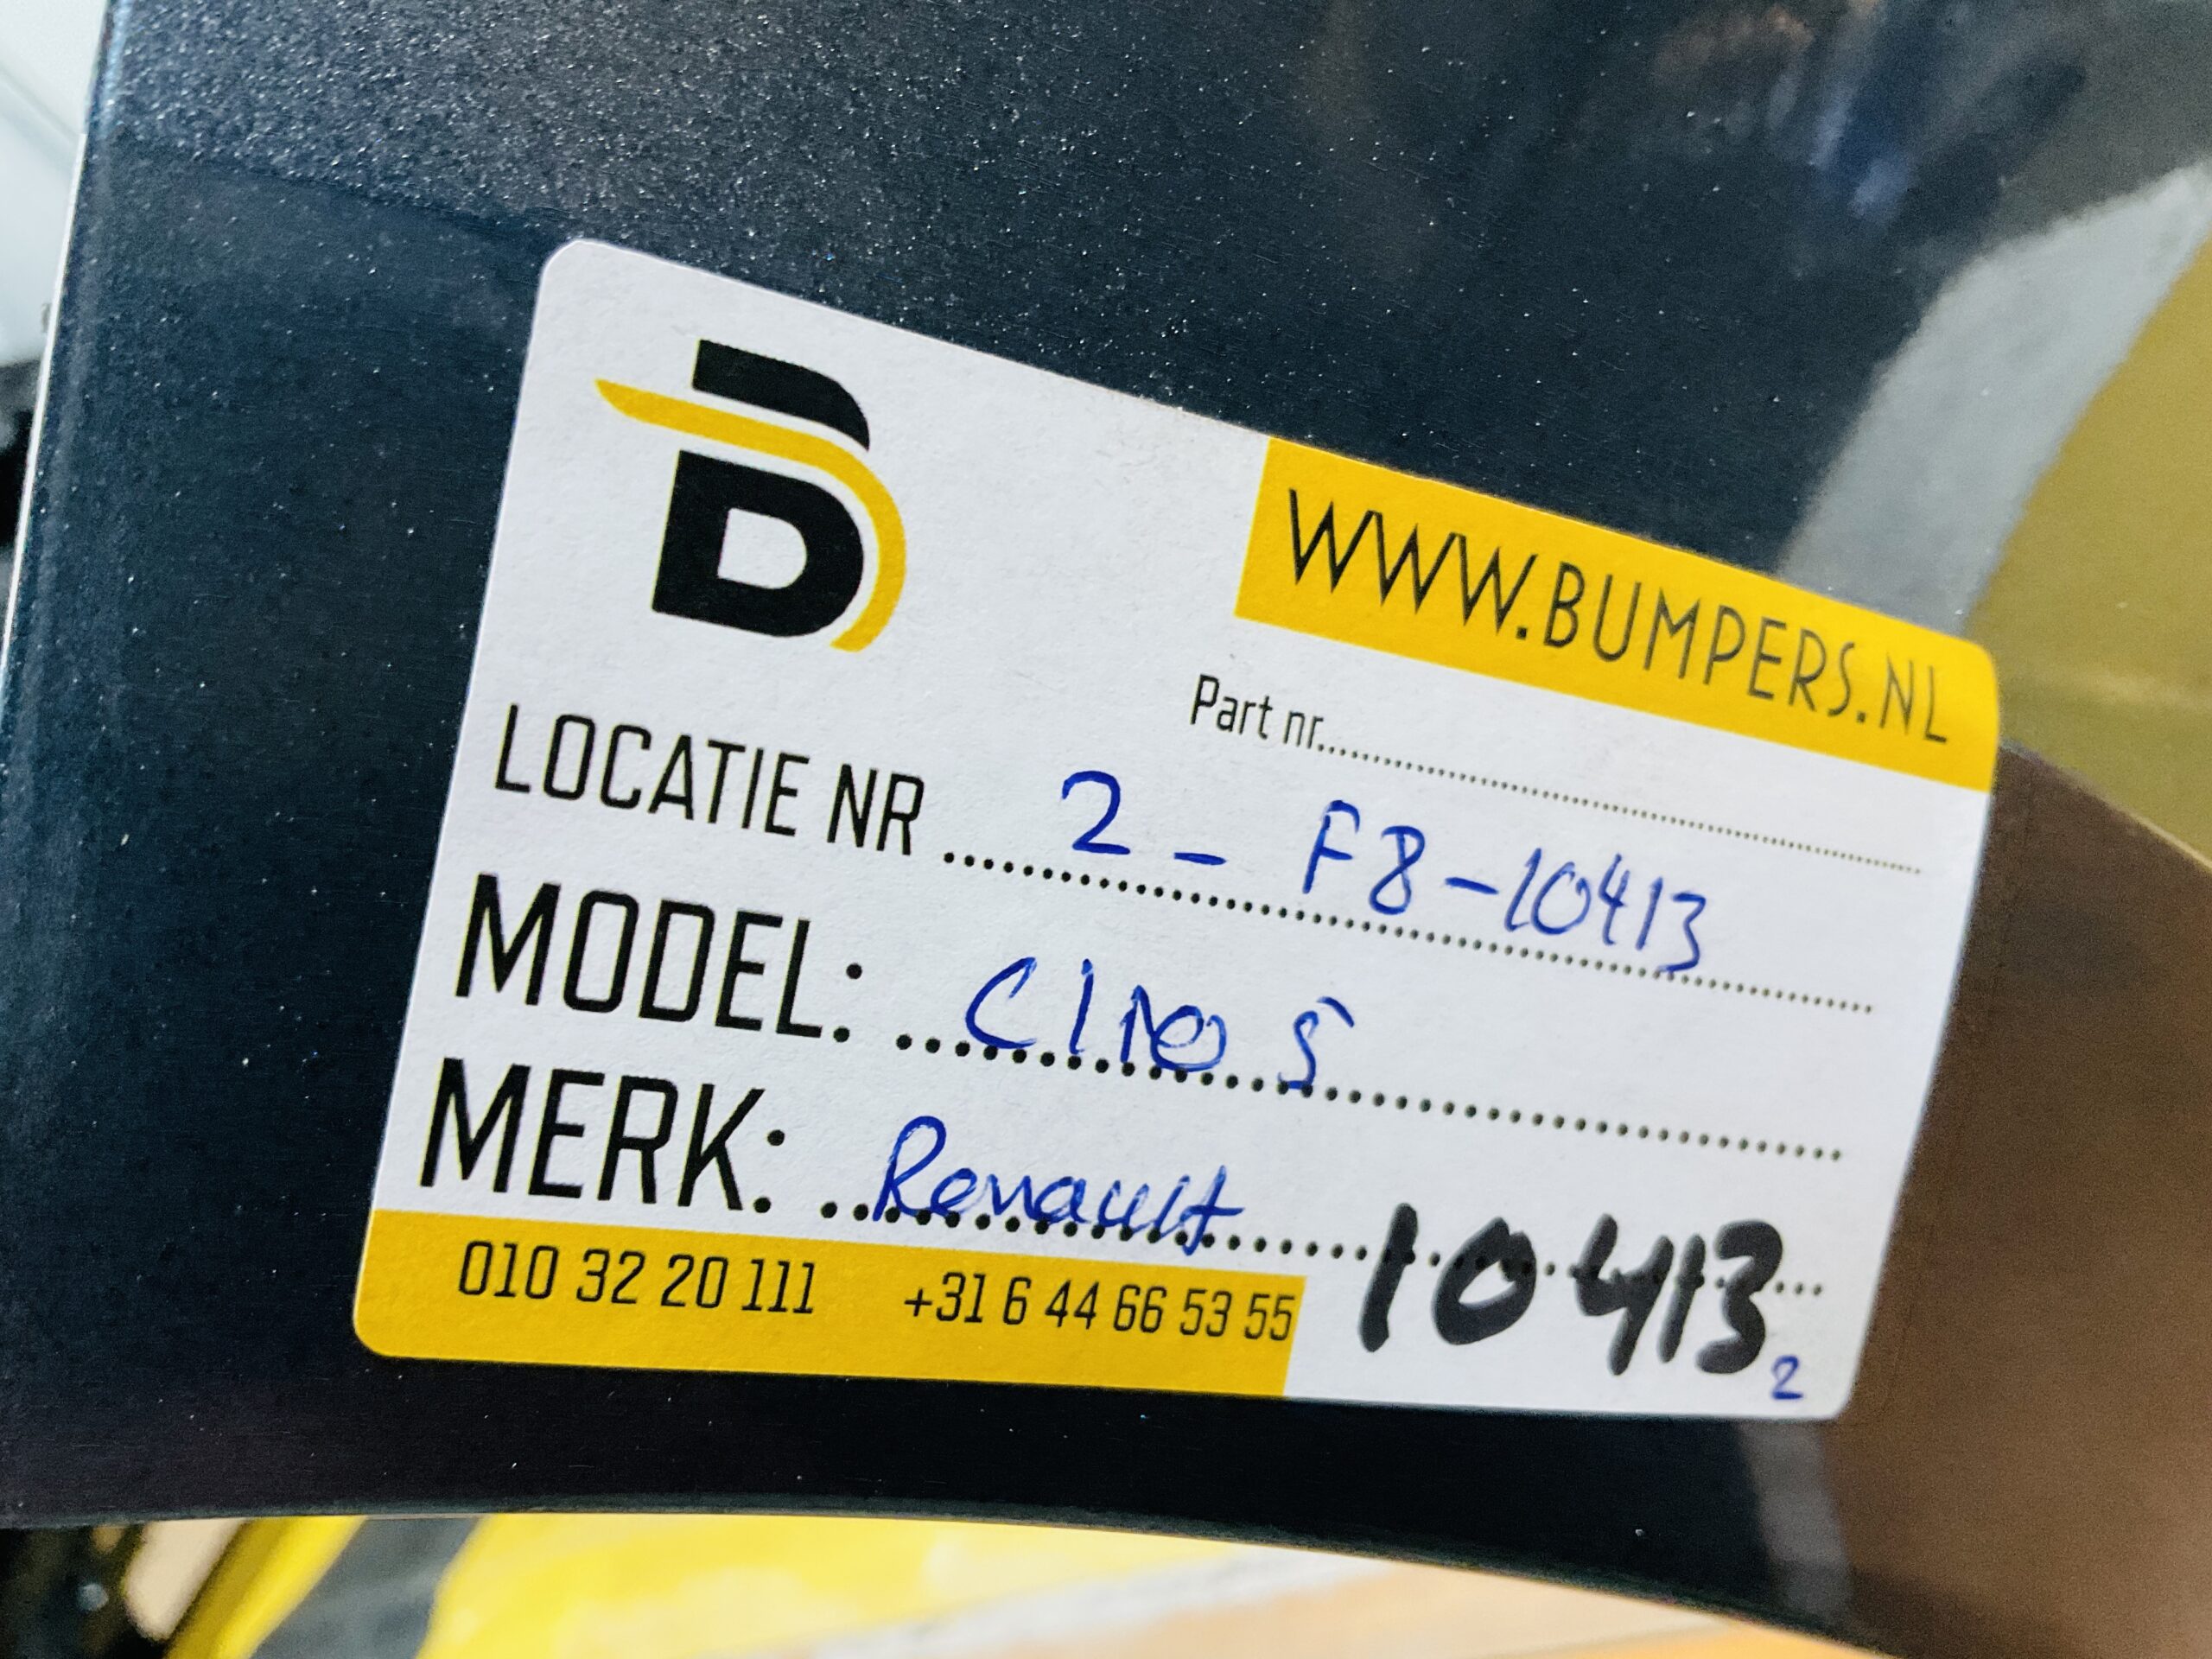 B
WWW.BUMPERS.NL
Part nr........................................
LOCATIE NR ........ 2 - F8-10413
MODEL: ........ Clio 5
MERK: ........ Renault
010 32 20 111 +31 6 44 66 53 55
10413 2